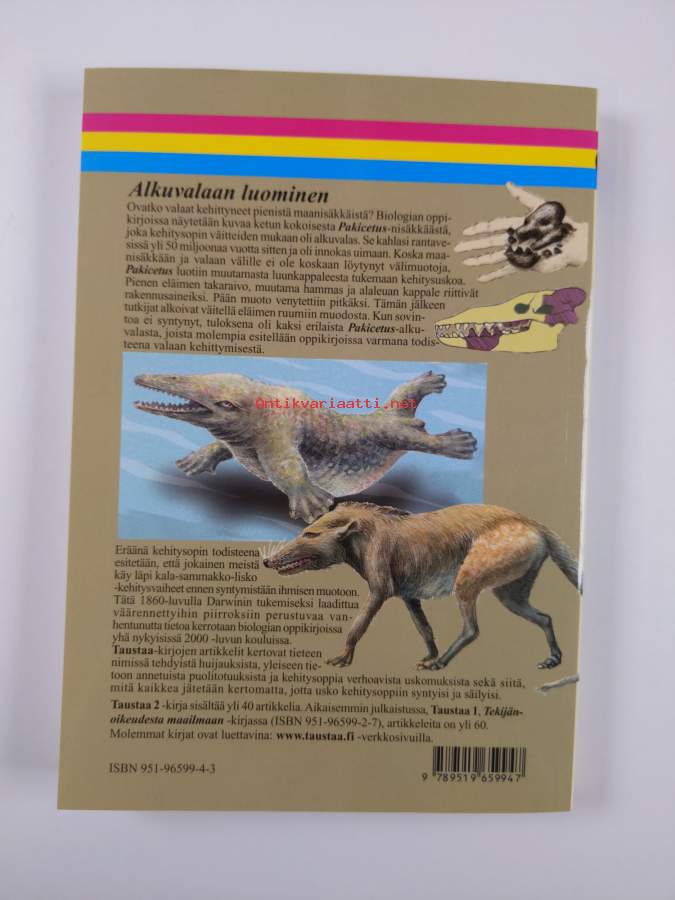 Alkuvalaan luominen
Ovatko valaat kehittyneet pienistä maanisäkkäistä? Biologian oppi-
kirjoissa näytetään kuvaa ketun kokoisesta Pakicetus-nisäkkäästä,
joka kehitysopin väitteiden mukaan oli alkuvalas. Se kahlasi rantave-
sissä yli 50 miljoonaa vuotta sitten ja oli innokas uimaan. Koska maa-
nisäkkään ja valaan välille ei ole koskaan löytynyt välimuotoja,
Pakicetus luotiin muutamasta luunkappaleesta tukemaan kehitysuskoa.
Pienen eläimen takaraivo, muutama hammas ja alaleuan kappale riittivät
rakennusaineiksi. Pään muoto venytettiin pitkäksi. Tämän jälkeen
tutkijat alkoivat väitellä eläimen ruumiin muodosta. Kun sovin-
toa ei syntynyt, tuloksena oli kaksi erilaista Pakicetus-alku-
valasta, joista molempia esitellään oppikirjoissa varmana todis-
teena valaan kehittymisestä.
Antikvariaatti.net
Eräänä kehitysopin todisteena
esitetään, että jokainen meistä
käy läpi kala-sammakko-lisko
-kehitysvaiheet ennen syntymistään ihmisen muotoon.
Tätä 1860-luvulla Darwinin tukemiseksi laadittua
väärennettyihin piirroksiin perustuvaa van-
hentunutta tietoa kerrotaan biologian oppikirjoissa
yhä nykyisissä 2000 -luvun kouluissa.
Taustaa-kirjojen artikkelit kertovat tieteen
nimissä tehdyistä huijauksista, yleiseen tie-
toon annetuista puolitotuuksista ja kehitysoppia verhoavista uskomuksista sekä siitä,
mitä kaikkea jätetään kertomatta, jotta usko kehitysoppiin syntyisi ja säilyisi.
Taustaa 2 -kirja sisältää yli 40 artikkelia. Aikaisemmin julkaistussa, Taustaa 1, Tekijän-
oikeudesta maailmaan -kirjassa (ISBN 951-96599-2-7), artikkeleita on yli 60.
Molemmat kirjat ovat luettavina: www.taustaa.fi -verkkosivuilla.
ISBN 951-96599-4-3
9 789519 659947